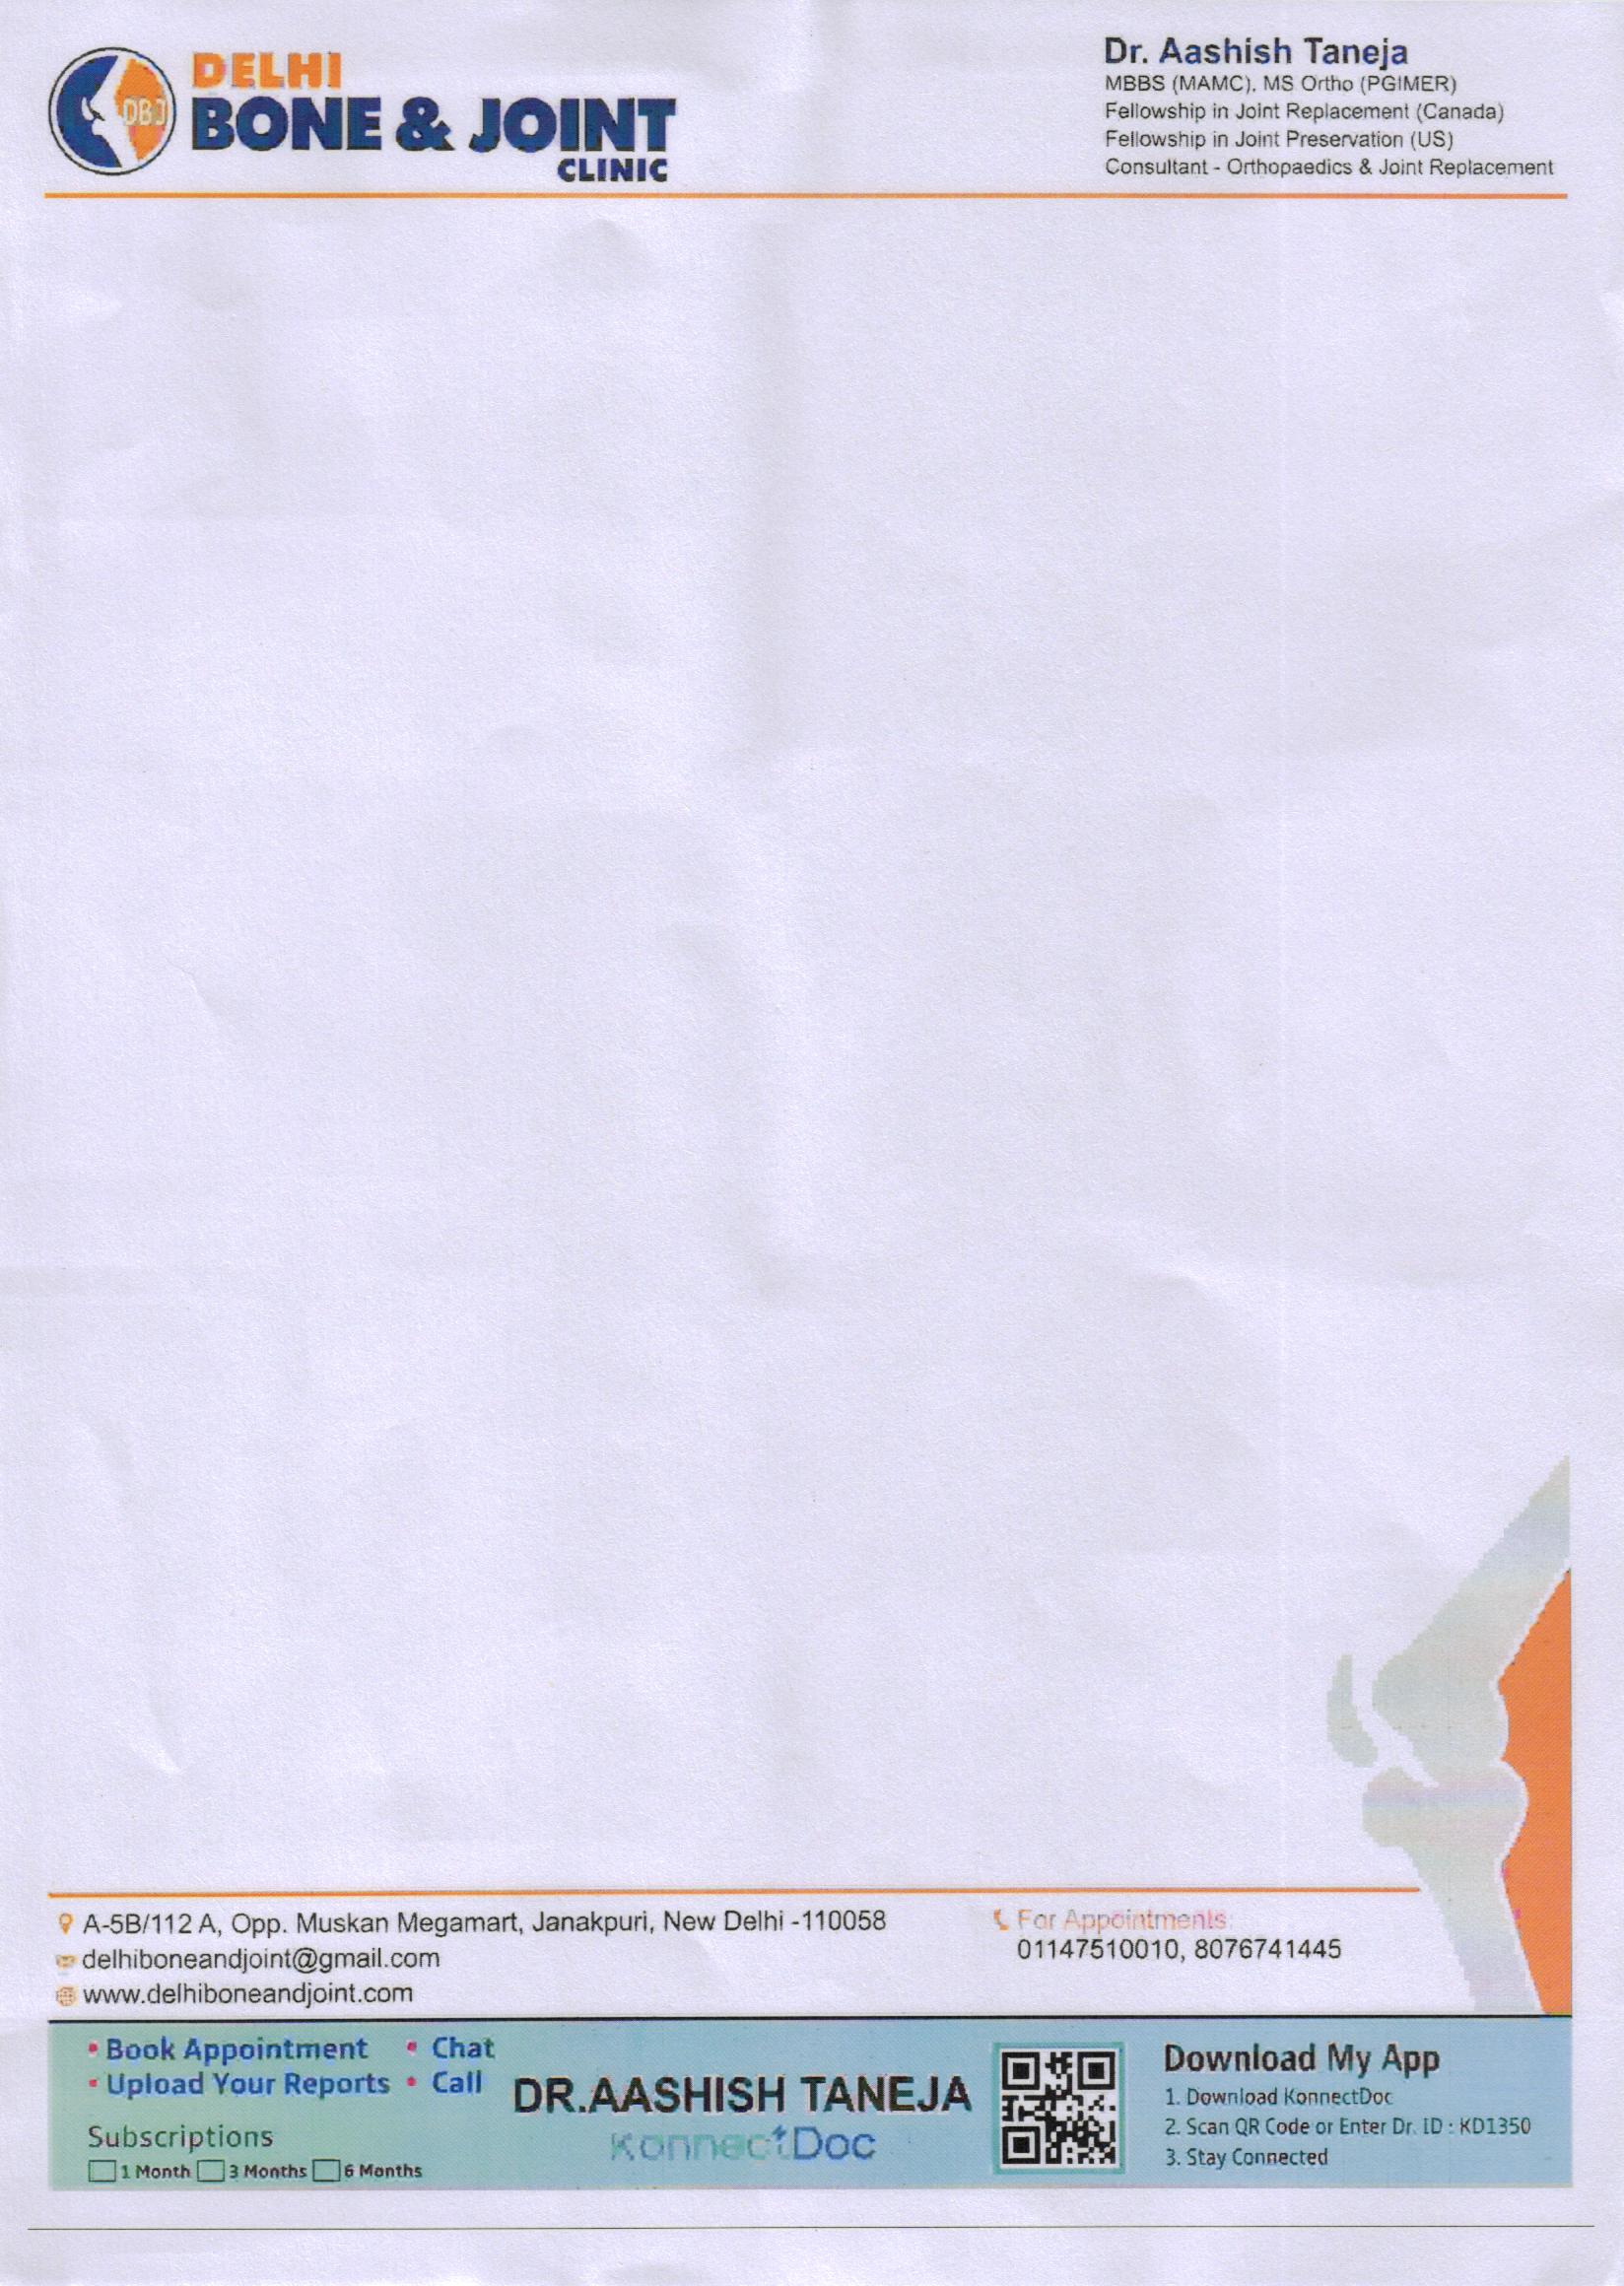 DBJ
DELHI
BONE & JOINT
CLINIC
Dr. Aashish Taneja
MBBS (MAMC), MS Ortho (PGIMER)
Fellowship in Joint Replacement (Canada)
Fellowship in Joint Preservation (US)
Consultant - Orthopaedics & Joint Replacement
A-5B/112 A, Opp. Muskan Megamart, Janakpuri, New Delhi -110058
delhiboneandjoint@gmail.com
www.delhiboneandjoint.com
For Appointments:
01147510010, 8076741445
• Book Appointment • Chat
• Upload Your Reports • Call
Subscriptions
1 Month 3 Months 6 Months
DR.AASHISH TANEJA
KonnectDoc
Download My App
1. Download KonnectDoc
2. Scan QR Code or Enter Dr. ID : KD1350
3. Stay Connected